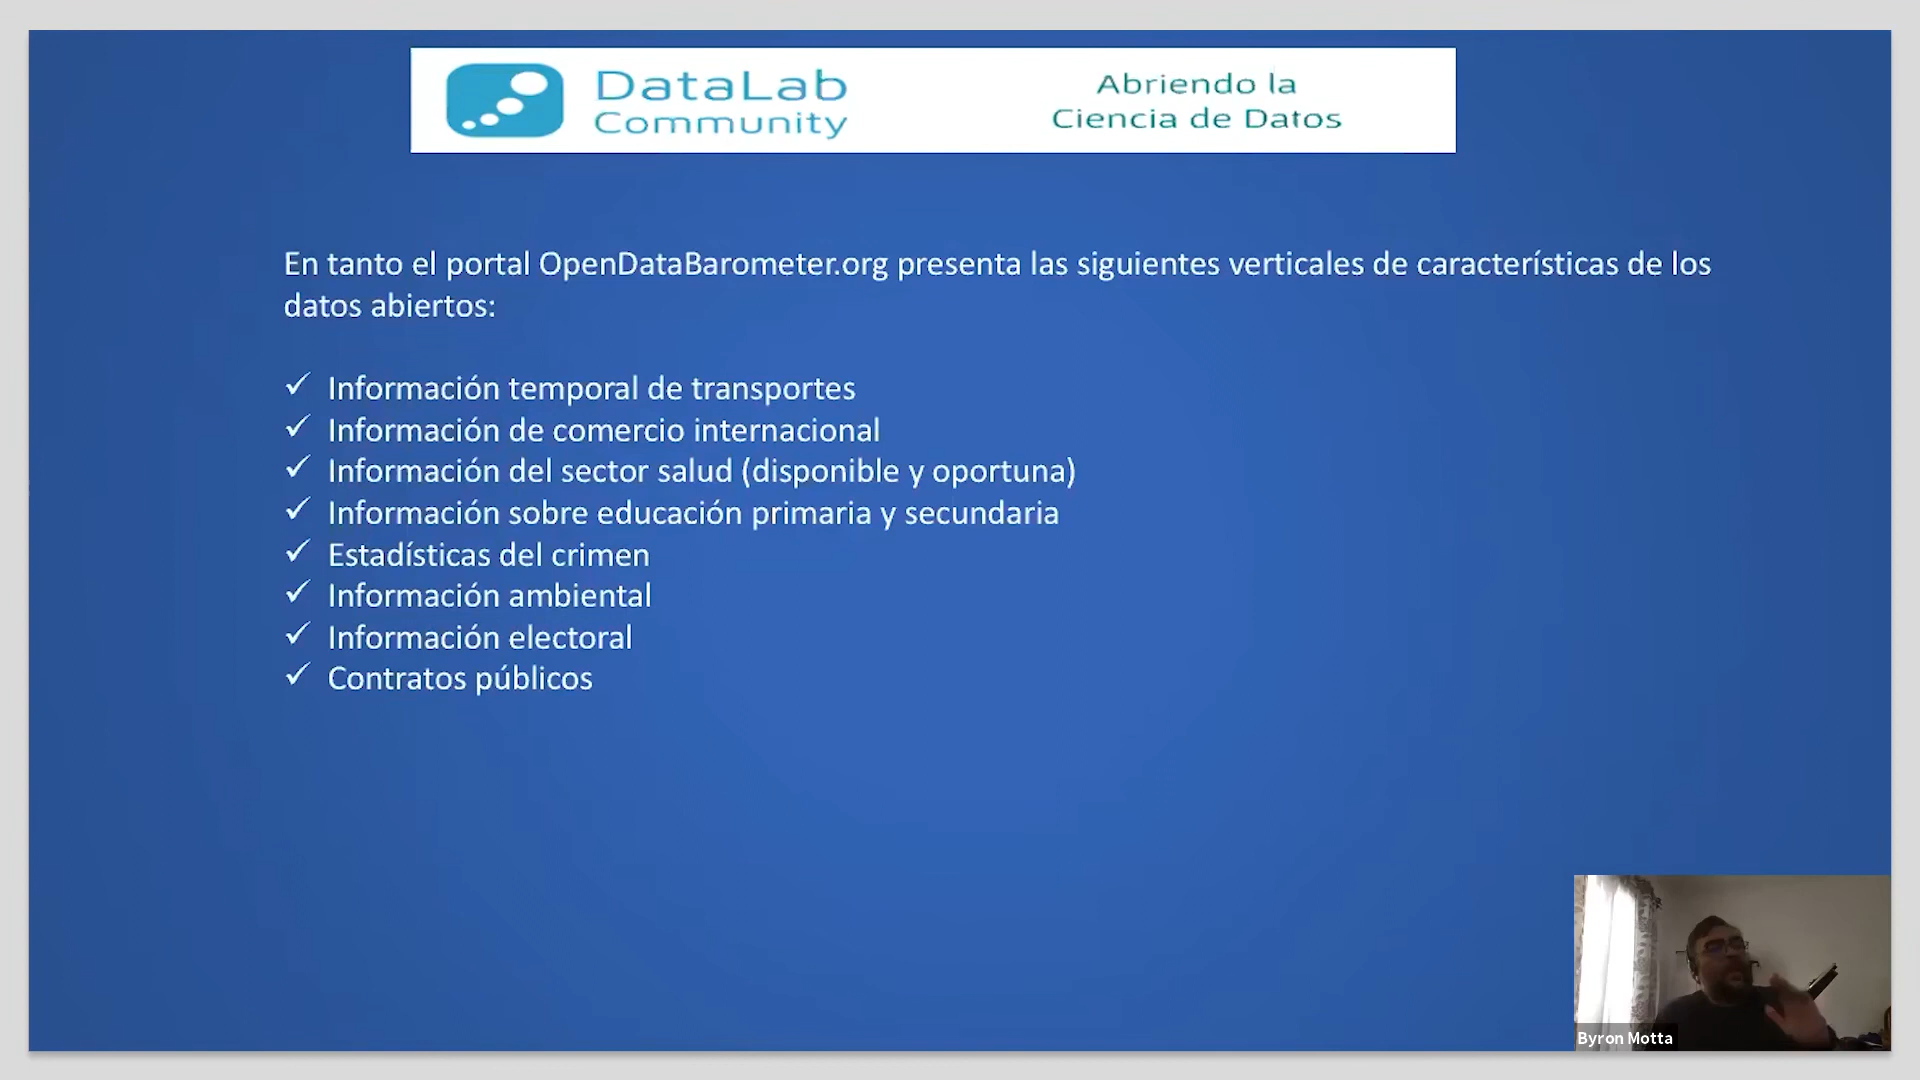 DataLab
Community
Abriendo la
Ciencia de Datos
En tanto el portal OpenDataBarometer.org presenta las siguientes verticales de características de los
datos abiertos:
✓ Información temporal de transportes
✓ Información de comercio internacional
✓ Información del sector salud (disponible y oportuna)
✓ Información sobre educación primaria y secundaria
✓ Estadísticas del crimen
✓ Información ambiental
✓ Información electoral
✓ Contratos públicos
Byron Motta